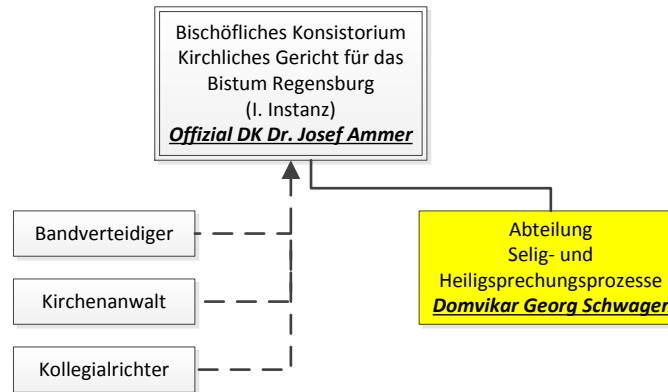 Bischöfliches Konsistorium
Kirchliches Gericht für das
Bistum Regensburg
(I. Instanz)
Offizial DK Dr. Josef Ammer
Bandverteidiger
Kirchenanwalt
Kollegialrichter
Abteilung
Selig- und
Heiligsprechungsprozesse
Domvikar Georg Schwager